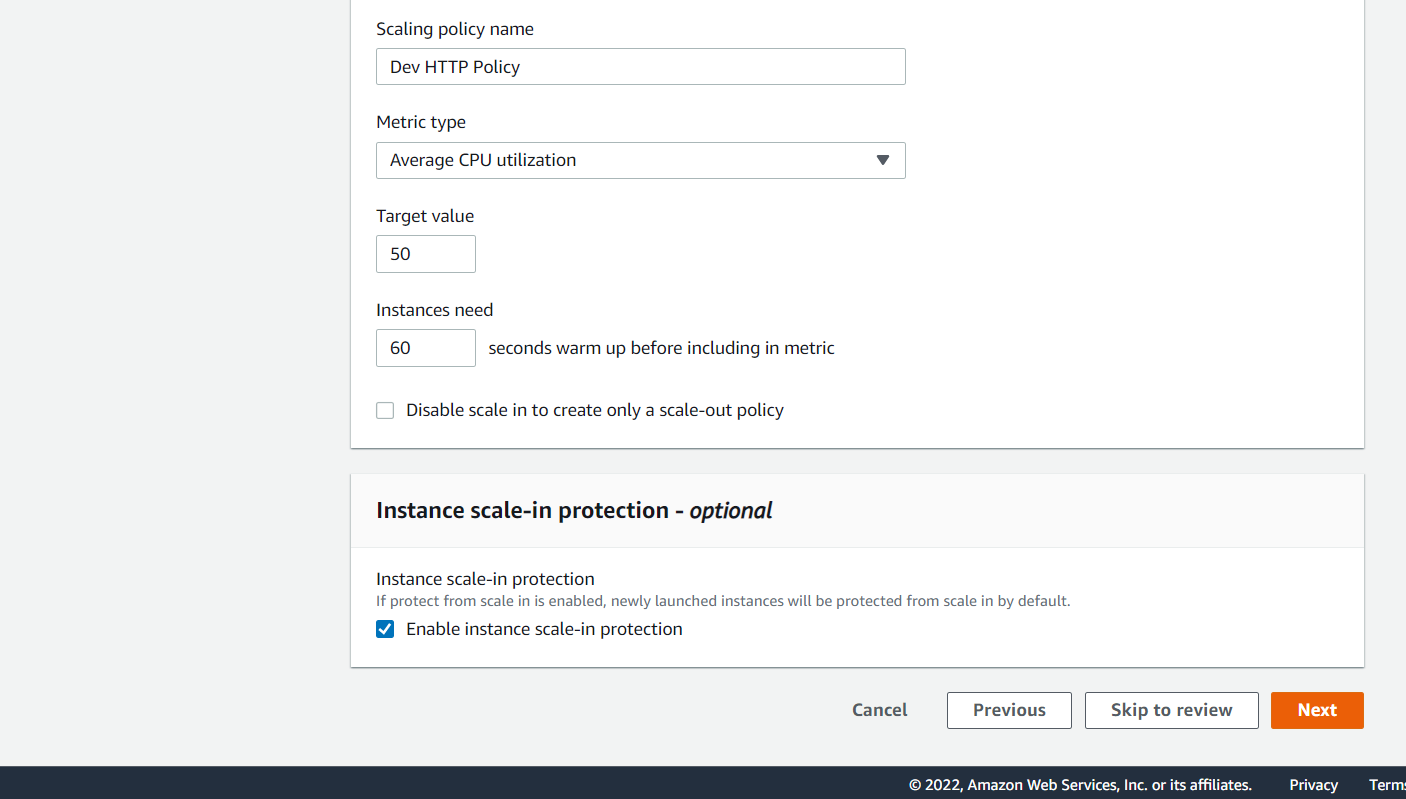 Scaling policy name
Dev HTTP Policy
Metric type
Average CPU utilization
Target value
50
Instances need
60 seconds warm up before including in metric
Disable scale in to create only a scale-out policy
Instance scale-in protection - optional
Instance scale-in protection
If protect from scale in is enabled, newly launched instances will be protected from scale in by default.
Enable instance scale-in protection
Cancel Previous Skip to review Next
© 2022, Amazon Web Services, Inc. or its affiliates. Privacy Terms